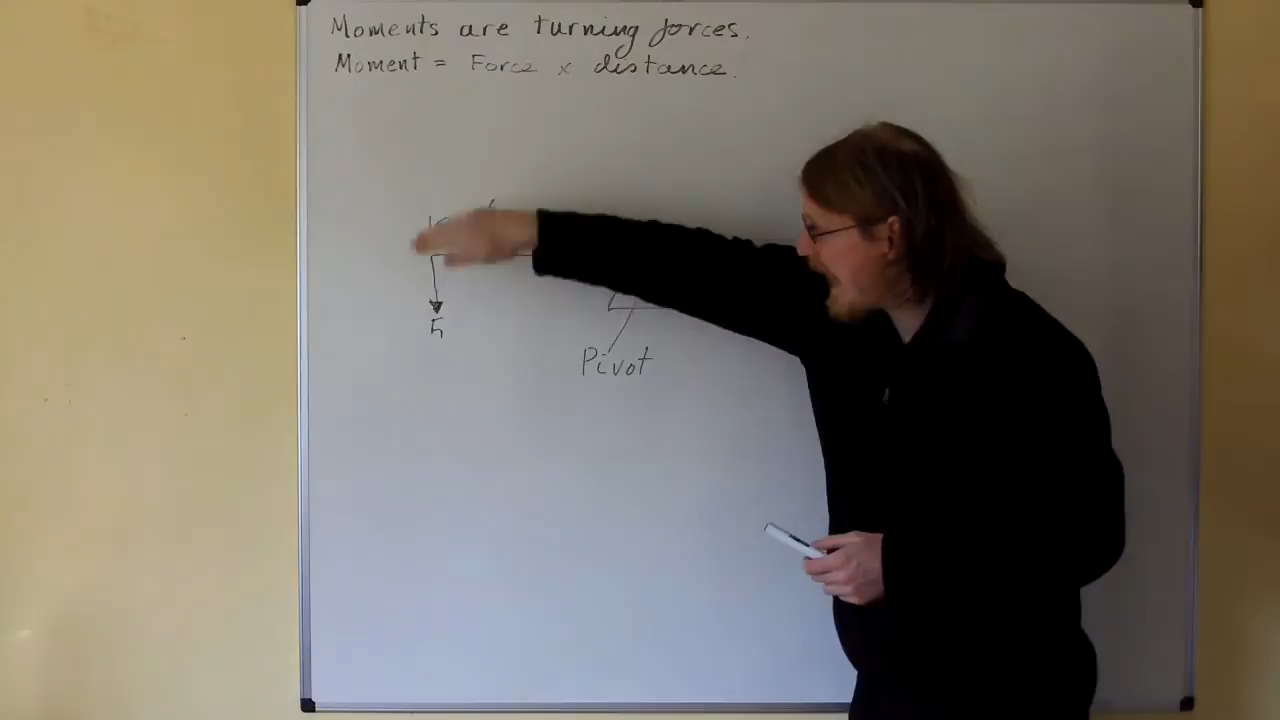 Moments are turning forces.
Moment = Force x distance.
Pivot